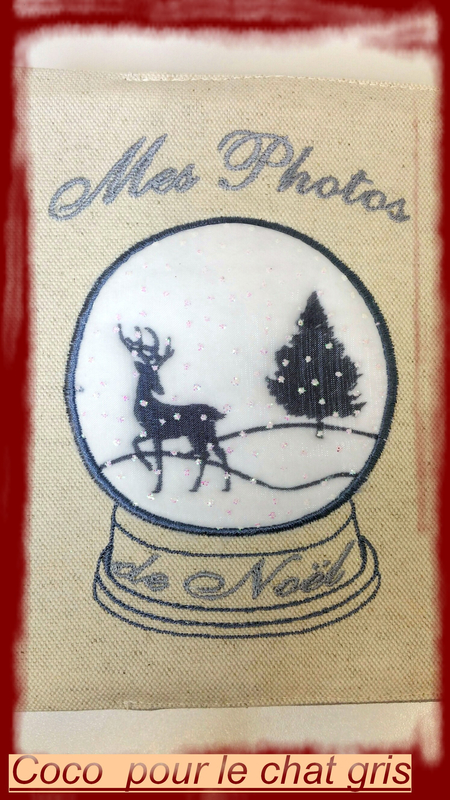 Mes Photos
de Noël
Coco pour le chat gris